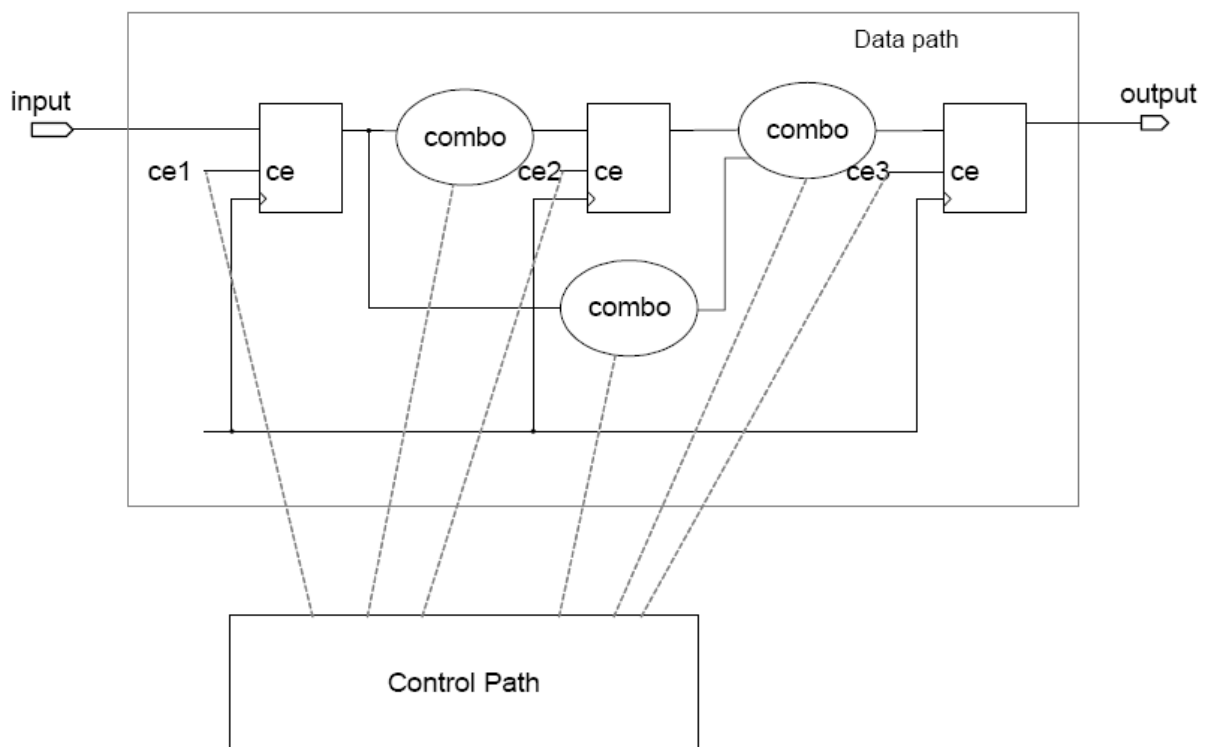 Data path
input
output
combo
combo
ce1
ce
ce2
ce
ce3
ce
combo
Control Path